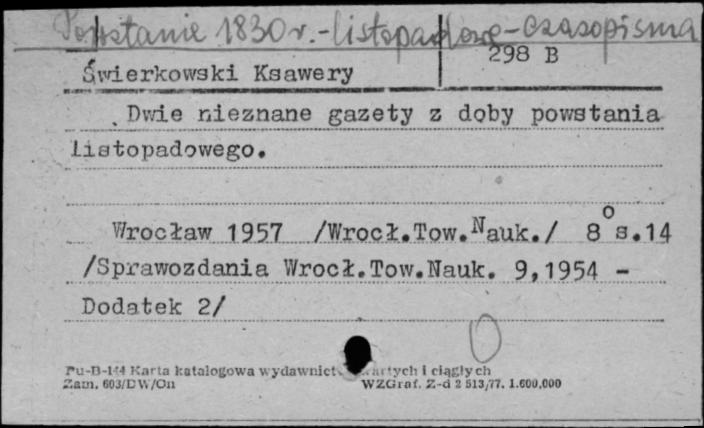 Powstanie 1830 r. - listopadowe - czasopisma
298 B
Świerkowski Ksawery
Dwie nieznane gazety z doby powstania
listopadowego.
Wrocław 1957 /Wrocł.Tow.Nauk./ 8° s.14
/Sprawozdania Wrocł.Tow.Nauk. 9,1954 -
Dodatek 2/
Pu-B-144 Karta katalogowa wydawnict i ciągłych
Zam. 603/DW/On WZGraf. Z-d 2 513/77. 1.600.000